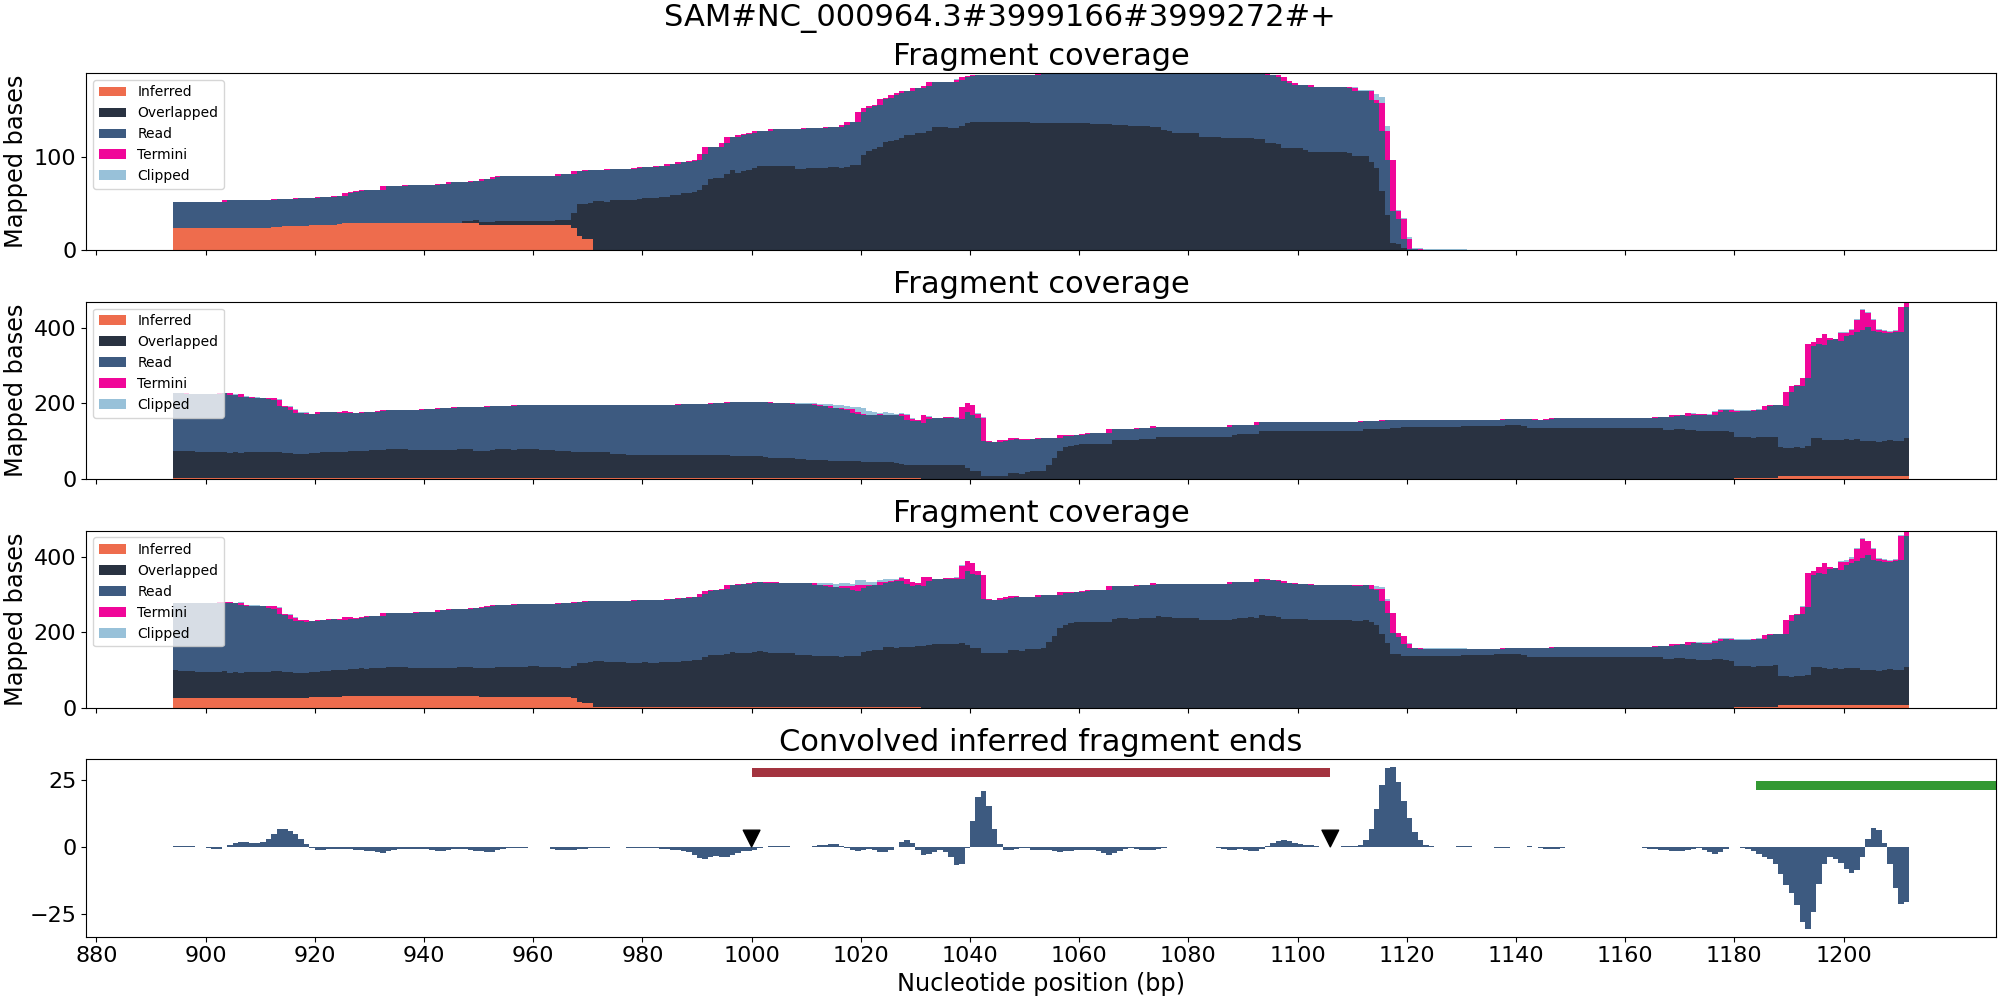 SAM#NC_000964.3#3999166#3999272#+
Fragment coverage
Mapped bases
100
0
Inferred
Overlapped
Read
Termini
Clipped
Fragment coverage
Mapped bases
400
200
0
Inferred
Overlapped
Read
Termini
Clipped
Fragment coverage
Mapped bases
400
200
0
Inferred
Overlapped
Read
Termini
Clipped
Convolved inferred fragment ends
25
0
−25
880 900 920 940 960 980 1000 1020 1040 1060 1080 1100 1120 1140 1160 1180 1200
Nucleotide position (bp)